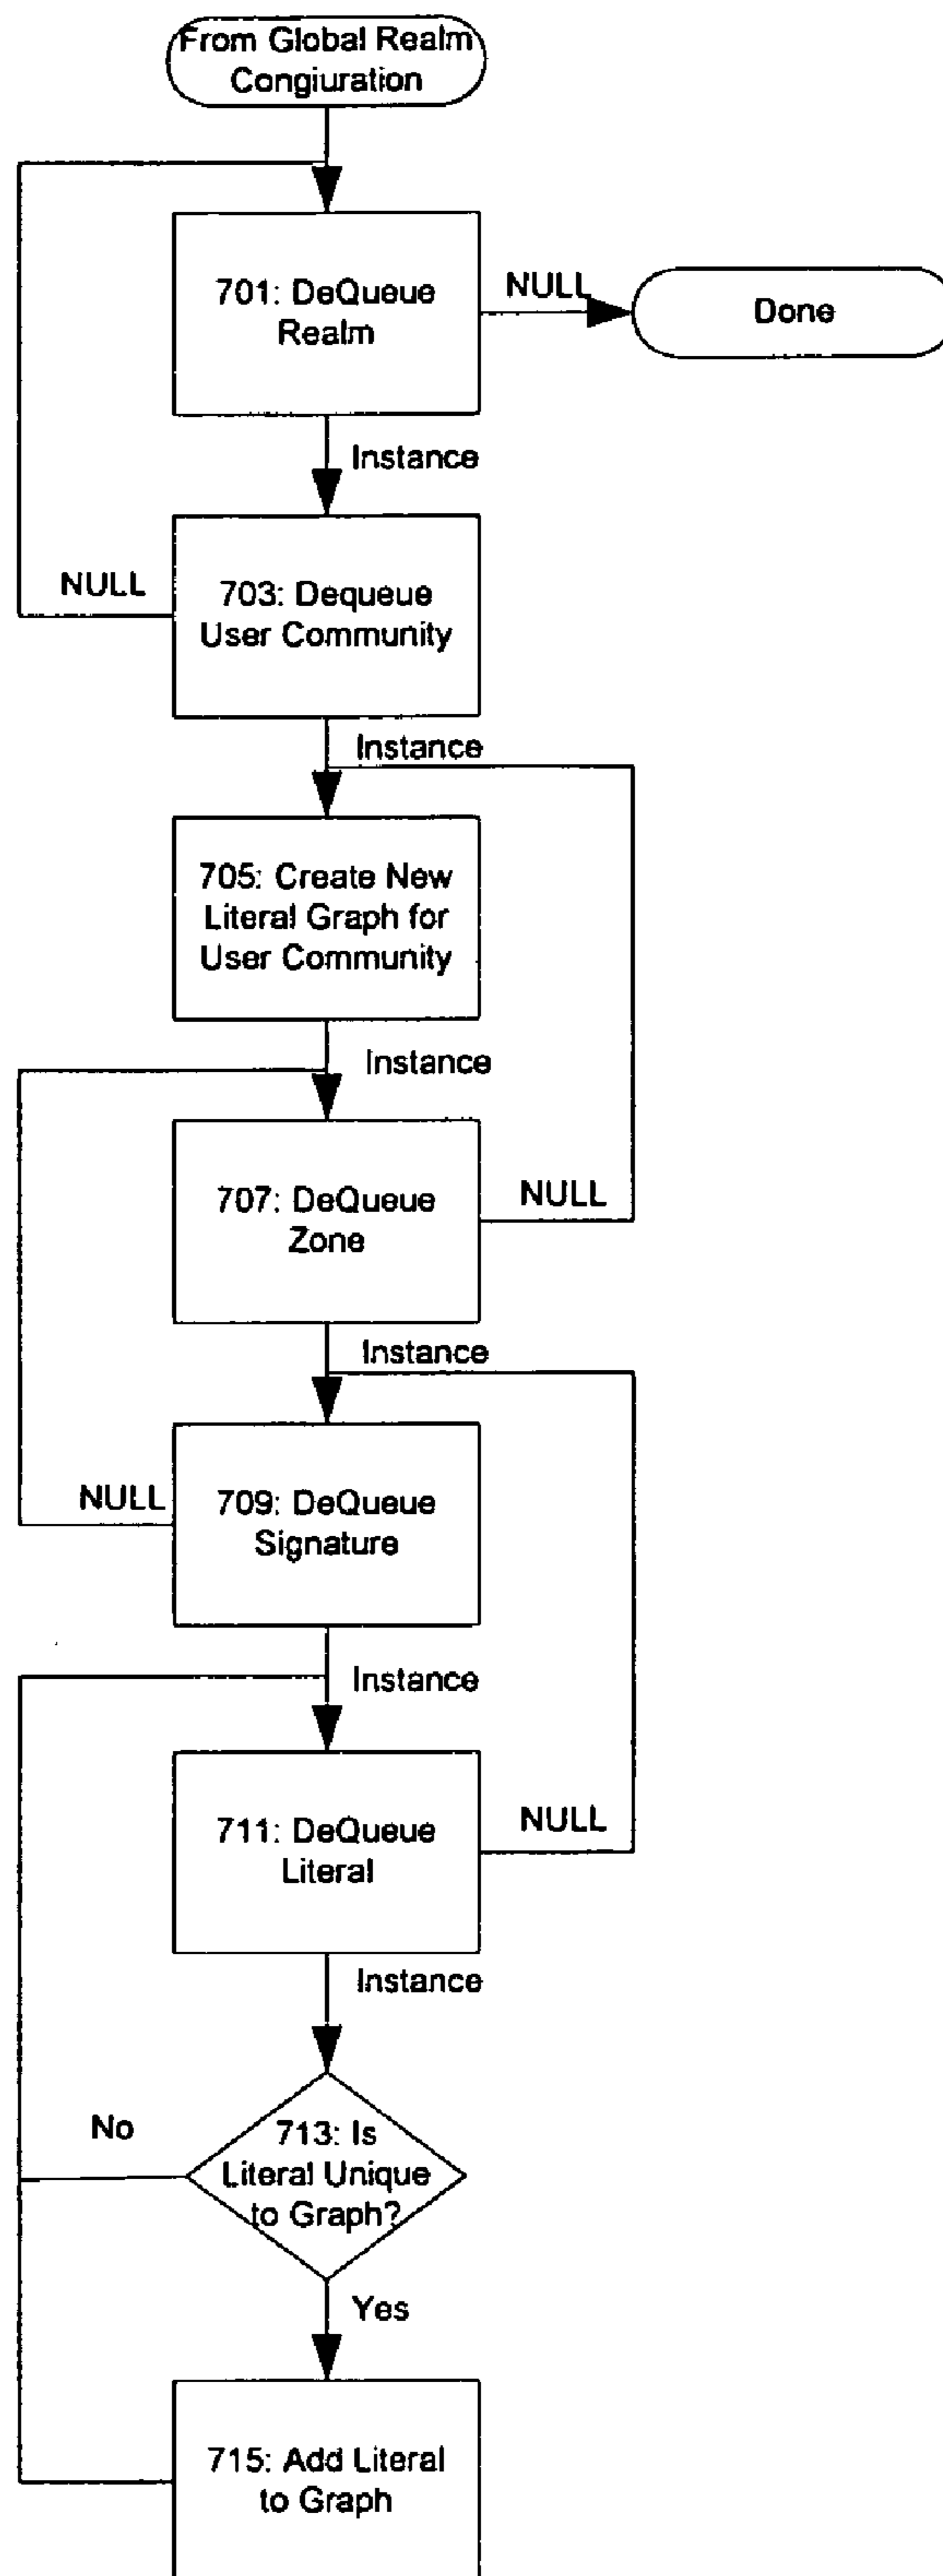 From Global Realm
Congiuration
701: DeQueue
Realm
NULL
Done
Instance
NULL
703: Dequeue
User Community
Instance
705: Create New
Literal Graph for
User Community
Instance
707: DeQueue
Zone
NULL
Instance
NULL
709: DeQueue
Signature
Instance
711: DeQueue
Literal
NULL
Instance
No
713: Is
Literal Unique
to Graph?
Yes
715: Add Literal
to Graph